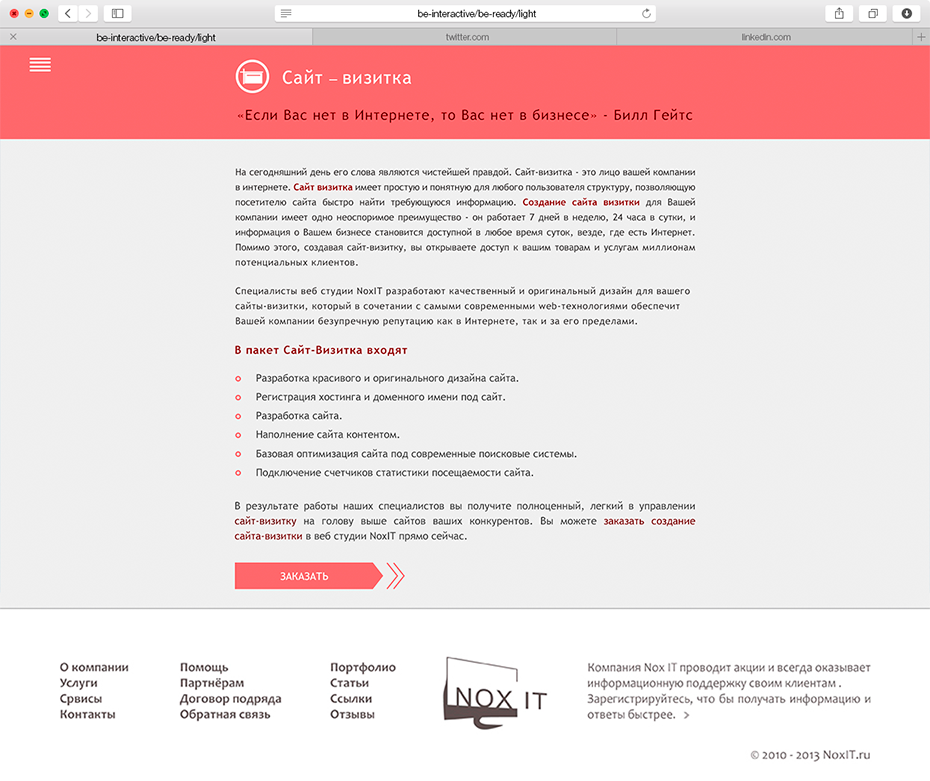 be-interactive/be-ready/light
be-interactive/be-ready/light
twitter.com
linkedin.com
Сайт – визитка
«Если Вас нет в Интернете, то Вас нет в бизнесе» - Билл Гейтс
На сегодняшний день его слова являются чистейшей правдой. Сайт-визитка - это лицо вашей компании
в интернете. Сайт визитка имеет простую и понятную для любого пользователя структуру, позволяющую
посетителю сайта быстро найти требующуюся информацию. Создание сайта визитки для Вашей
компании имеет одно неоспоримое преимущество - он работает 7 дней в неделю, 24 часа в сутки, и
информация о Вашем бизнесе становится доступной в любое время суток, везде, где есть Интернет.
Помимо этого, создавая сайт-визитку, вы открываете доступ к вашим товарам и услугам миллионам
потенциальных клиентов.
Специалисты веб студии NoxIT разработают качественный и оригинальный дизайн для вашего
сайты-визитки, который в сочетании с самыми современными web-технологиями обеспечит
Вашей компании безупречную репутацию как в Интернете, так и за его пределами.
В пакет Сайт-Визитка входят
Разработка красивого и оригинального дизайна сайта.
Регистрация хостинга и доменного имени под сайт.
Разработка сайта.
Наполнение сайта контентом.
Базовая оптимизация сайта под современные поисковые системы.
Подключение счетчиков статистики посещаемости сайта.
В результате работы наших специалистов вы получите полноценный, легкий в управлении
сайт-визитку на голову выше сайтов ваших конкурентов. Вы можете заказать создание
сайта-визитки в веб студии NoxIT прямо сейчас.
ЗАКАЗАТЬ
О компании
Услуги
Срвисы
Контакты
Помощь
Партнёрам
Договор подряда
Обратная связь
Портфолио
Статьи
Ссылки
Отзывы
NOX IT
Компания Nox IT проводит акции и всегда оказывает
информационную поддержку своим клиентам .
Зарегистрируйтесь, что бы получать информацию и
ответы быстрее. >
© 2010 - 2013 NoxIT.ru